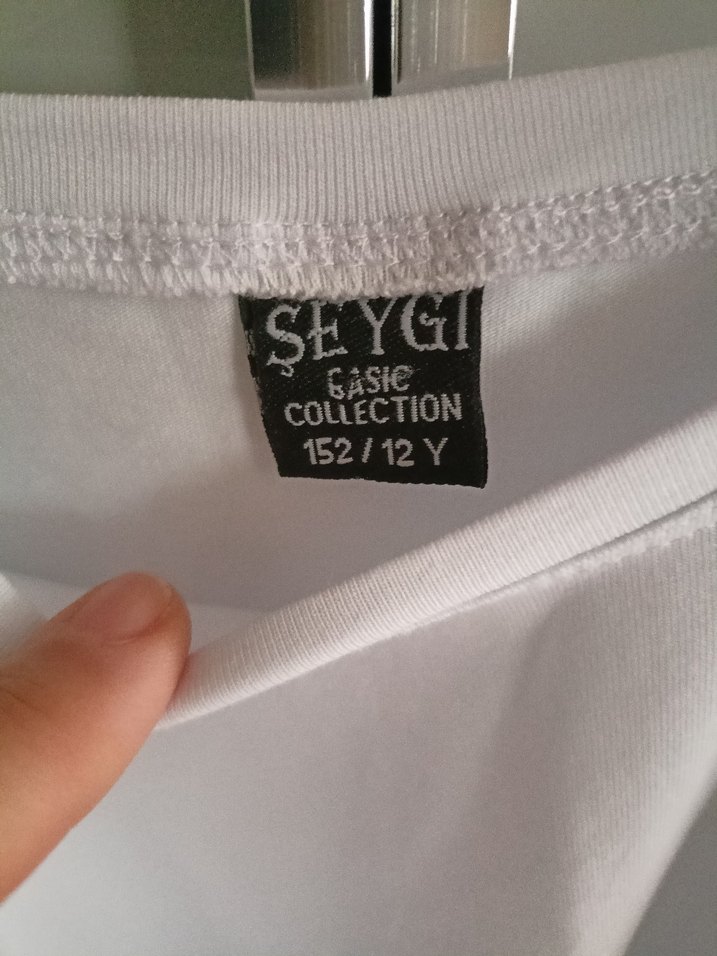 ŞEYGI
BASIC
COLLECTION
152 / 12 Y